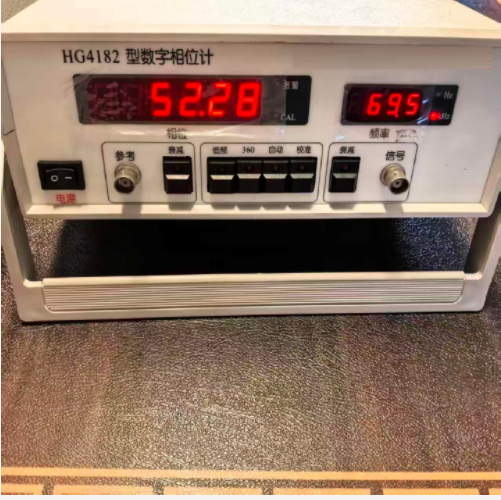 HG4182 型数字相位计
52.28
CAL
69.5
Hz
kHz
相位
频率
参考
衰减
低频
360
自动
校准
衰减
信号
电源